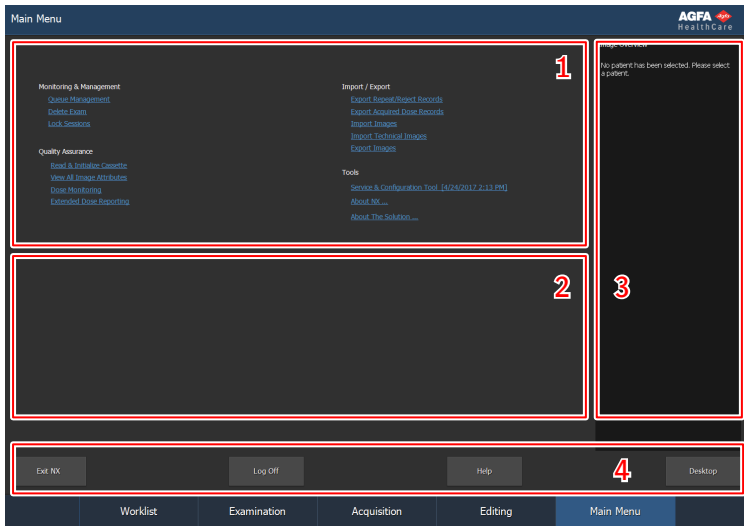 Main Menu
AGFA
HealthCare
1
Monitoring & Management
Queue Management
Delete Exam
Lock Sessions
Quality Assurance
Read & Initialize Cassette
View All Image Attributes
Dose Monitoring
Extended Dose Reporting
Import / Export
Export Repeat/Reject Records
Export Acquired Dose Records
Import Images
Import Technical Images
Export Images
Tools
Service & Configuration Tool [4/24/2017 2:13 PM]
About NX ...
About The Solution ...
Image Overview
No patient has been selected. Please select
a patient.
2
3
Exit NX
Log Off
Help
4
Desktop
Worklist
Examination
Acquisition
Editing
Main Menu